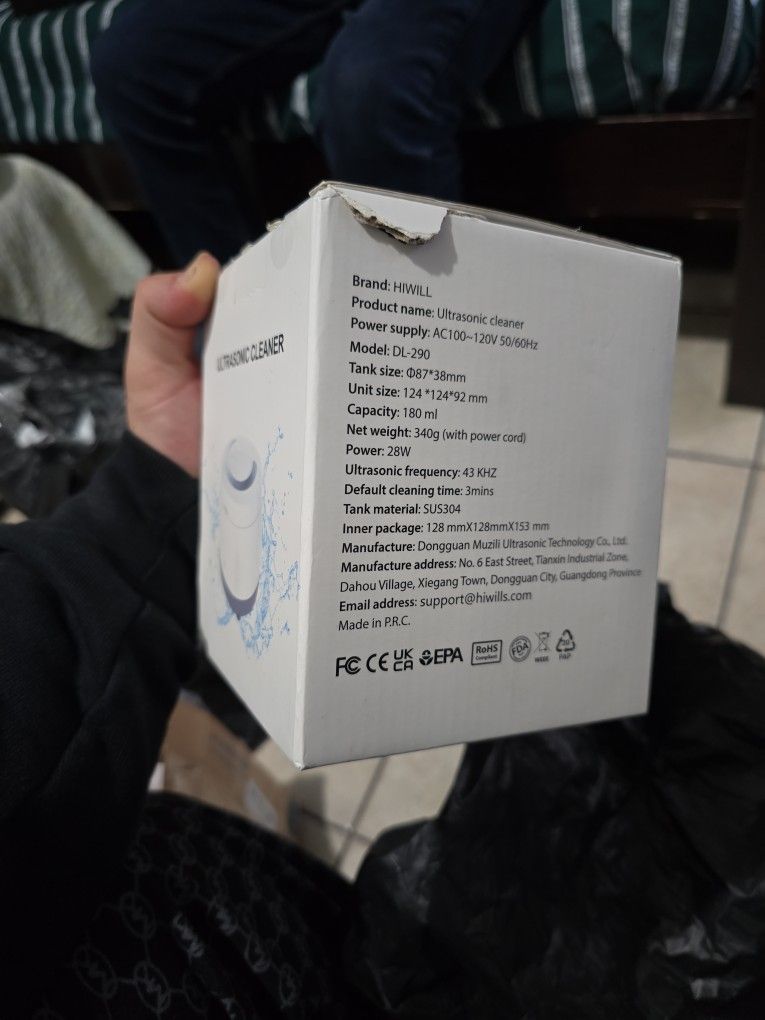 ULTRASONIC CLEANER
Brand: HIWILL
Product name: Ultrasonic cleaner
Power supply: AC100~120V 50/60Hz
Model: DL-290
Tank size: Φ87*38mm
Unit size: 124 *124*92 mm
Capacity: 180 ml
Net weight: 340g (with power cord)
Power: 28W
Ultrasonic frequency: 43 KHZ
Default cleaning time: 3mins
Tank material: SUS304
Inner package: 128 mmX128mmX153 mm
Manufacture: Dongguan Muzili Ultrasonic Technology Co., Ltd.
Manufacture address: No. 6 East Street, Tianxin Industrial Zone,
Dahou Village, Xiegang Town, Dongguan City, Guangdong Province
Email address: support@hiwills.com
Made in P.R.C.
FC CE UK CA EPA RoHS Compliant FDA WEEE 20 PAP